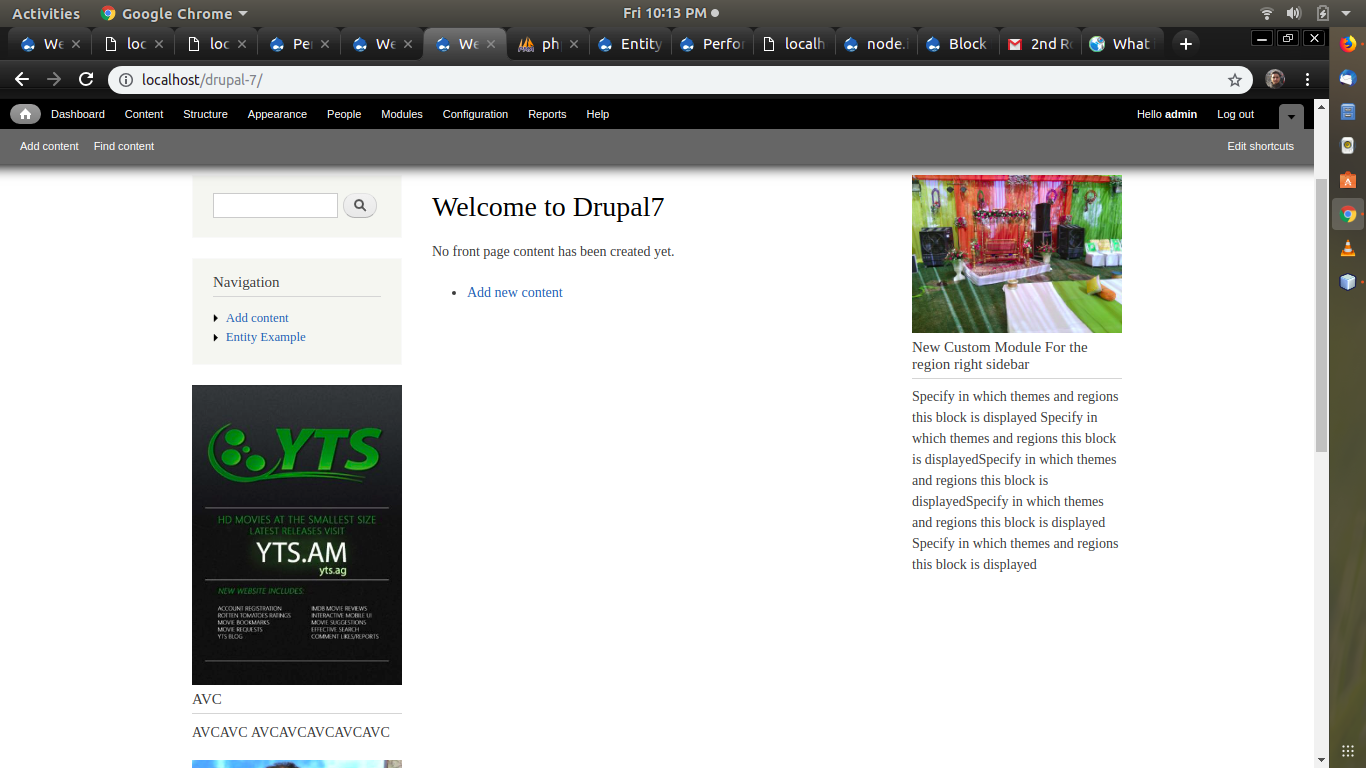 Activities
Google Chrome
Fri 10:13 PM
We
loc
loc
Per
We
We
ph
Entity
Perfor
localh
node.i
Block
2nd Ro
What
localhost/drupal-7/
Dashboard Content Structure Appearance People Modules Configuration Reports Help
Hello admin Log out
Add content Find content
Edit shortcuts
Navigation
Add content
Entity Example
YTS
HD MOVIES AT THE SMALLEST SIZE
LATEST RELEASES VISIT
YTS.AM
yts.ag
NEW WEBSITE INCLUDES:
ACCOUNT REGISTRATION
ROTTEN TOMATOES RATINGS
MOVIE BOOKMARKS
MOVIE REQUESTS
YTS BLOG
IMDB MOVIE REVIEWS
INTERACTIVE MOBILE UI
MOVIE SUGGESTIONS
EFFECTIVE SEARCH
COMMENT LIKES/REPORTS
AVC
AVCAVC AVCAVCAVCAVCAVC
Welcome to Drupal7
No front page content has been created yet.
Add new content
New Custom Module For the
region right sidebar
Specify in which themes and regions
this block is displayed Specify in
which themes and regions this block
is displayedSpecify in which themes
and regions this block is
displayedSpecify in which themes
and regions this block is displayed
Specify in which themes and regions
this block is displayed